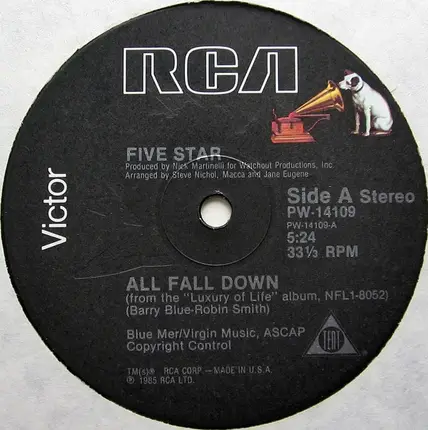 RCA
Victor
FIVE STAR
Produced by Nick Martinelli for Watchout Productions, Inc.
Arranged by Steve Nichol, Macca and Jane Eugene
Side A Stereo
PW-14109
PW-14109-A
5:24
33⅓ RPM
ALL FALL DOWN
(from the "Luxury of Life" album, NFL1-8052)
(Barry Blue-Robin Smith)
Blue Mer/Virgin Music, ASCAP
Copyright Control
TENT
TM(s)® RCA CORP.—MADE IN U.S.A.
℗ 1985 RCA LTD.